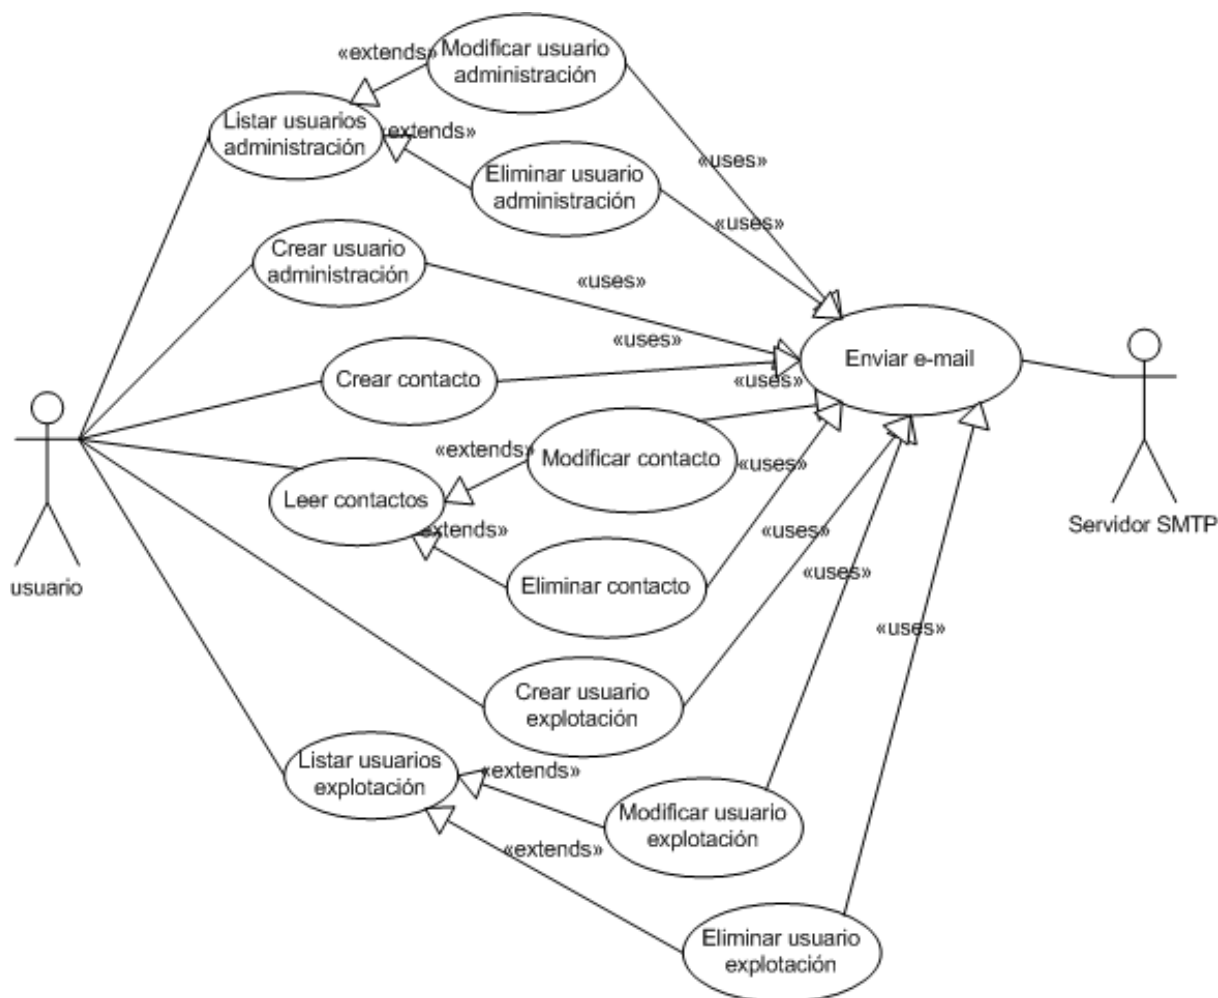 «extends»
Modificar usuario
administración
Listar usuarios
administración
«extends»
Eliminar usuario
administración
«uses»
«uses»
Crear usuario
administración
«uses»
«uses»
Crear contacto
«uses»
Enviar e-mail
Servidor SMTP
usuario
Leer contactos
«extends»
Modificar contacto
«uses»
«extends»
Eliminar contacto
«uses»
«uses»
«uses»
Crear usuario
explotación
Listar usuarios
explotación
«extends»
Modificar usuario
explotación
«extends»
Eliminar usuario
explotación